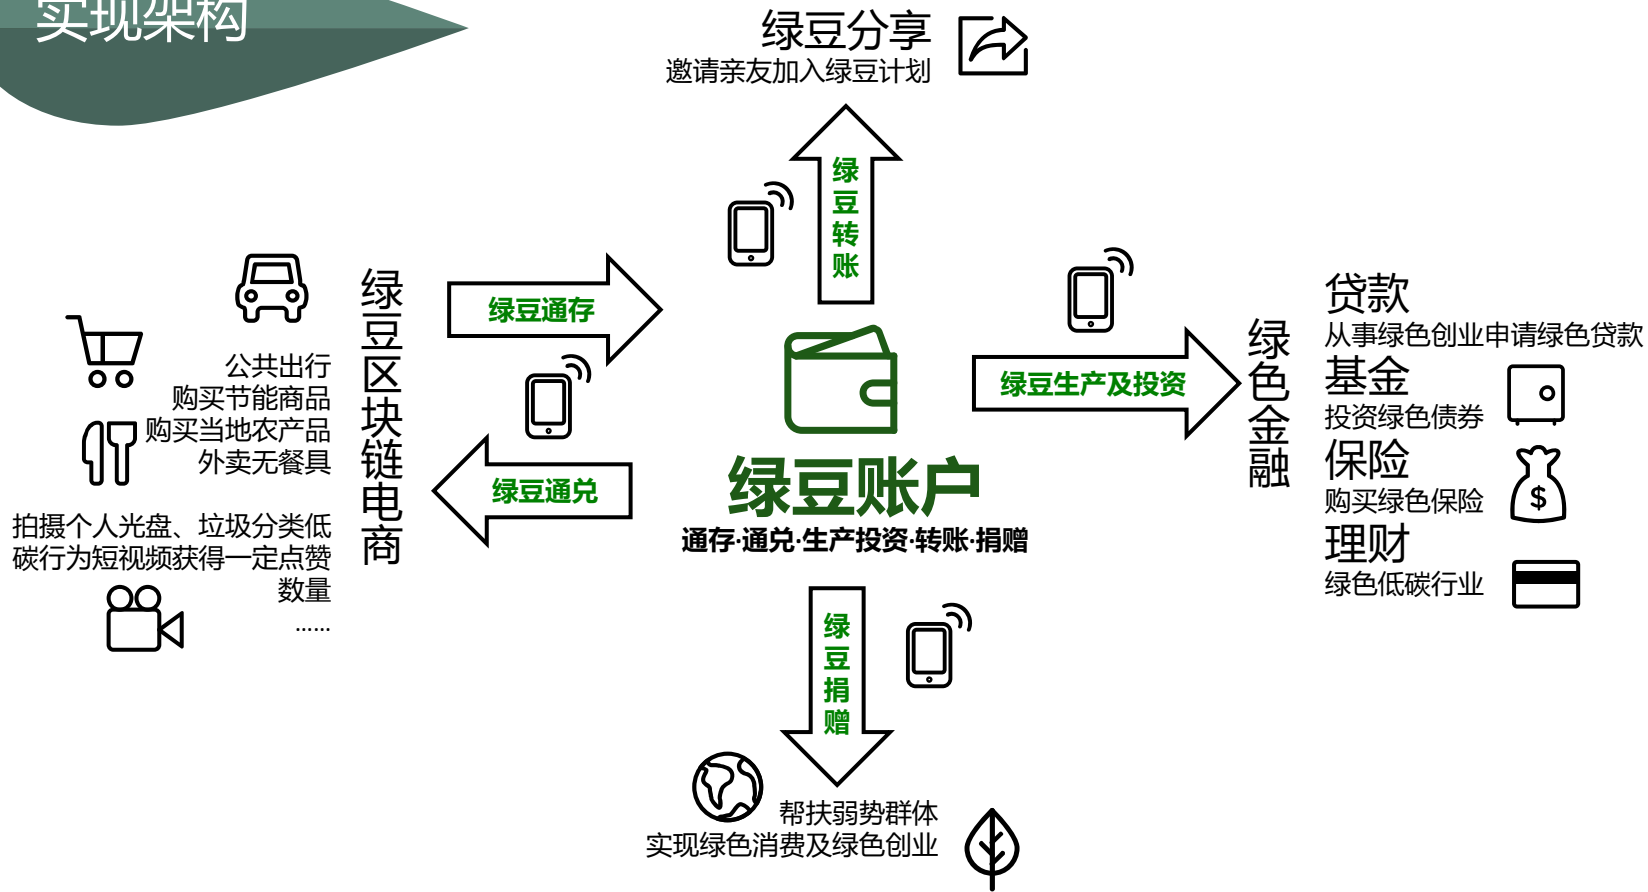 实现架构
绿豆分享
邀请亲友加入绿豆计划
绿
豆
转
账
公共出行
购买节能商品
购买当地农产品
外卖无餐具
拍摄个人光盘、垃圾分类低
碳行为短视频获得一定点赞
数量
......
绿
豆
区
块
链
电
商
绿豆通存
绿豆通兑
绿豆账户
通存·通兑·生产投资·转账·捐赠
绿豆生产及投资
绿
色
金
融
贷款
从事绿色创业申请绿色贷款
基金
投资绿色债券
保险
购买绿色保险
$
理财
绿色低碳行业
绿
豆
捐
赠
帮扶弱势群体
实现绿色消费及绿色创业